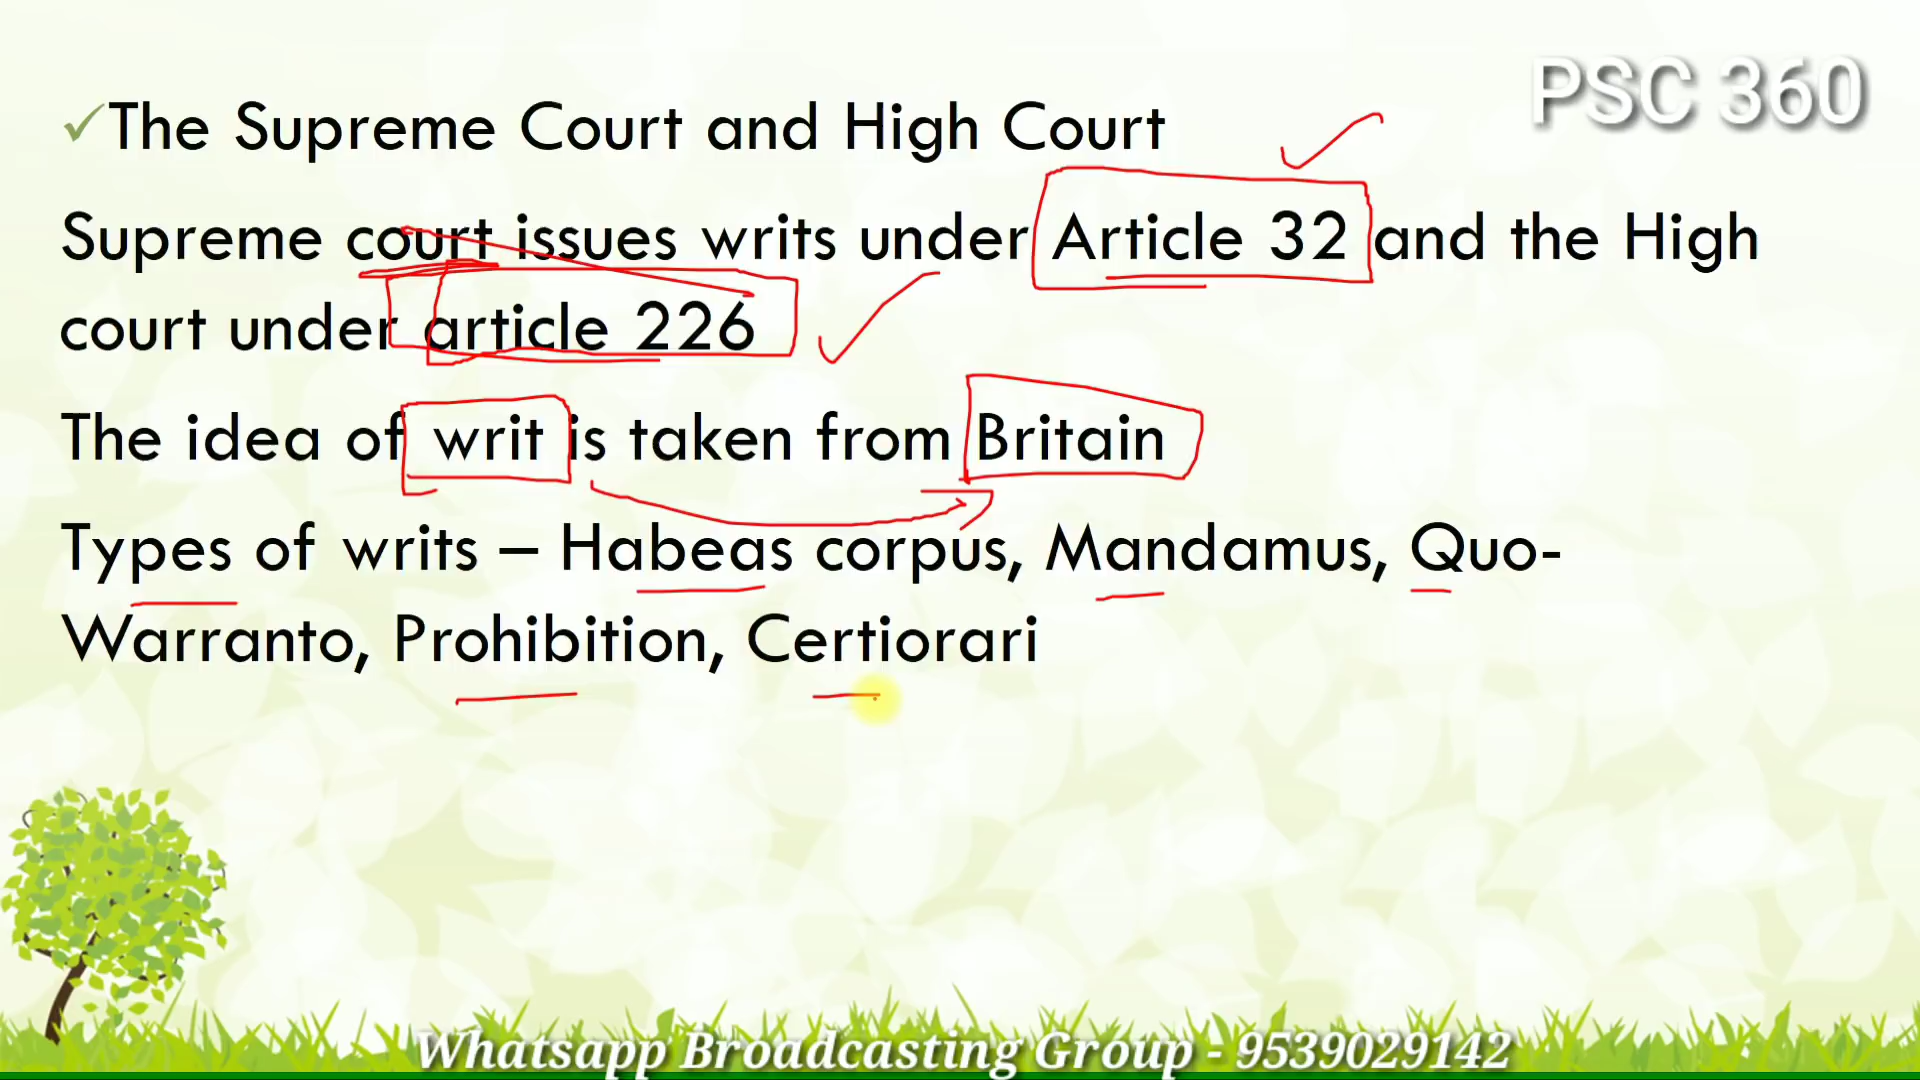 PSC 360
✓The Supreme Court and High Court
Supreme court issues writs under Article 32 and the High
court under article 226
The idea of writ is taken from Britain
Types of writs – Habeas corpus, Mandamus, Quo-
Warranto, Prohibition, Certiorari
Whatsapp Broadcasting Group - 9539029142